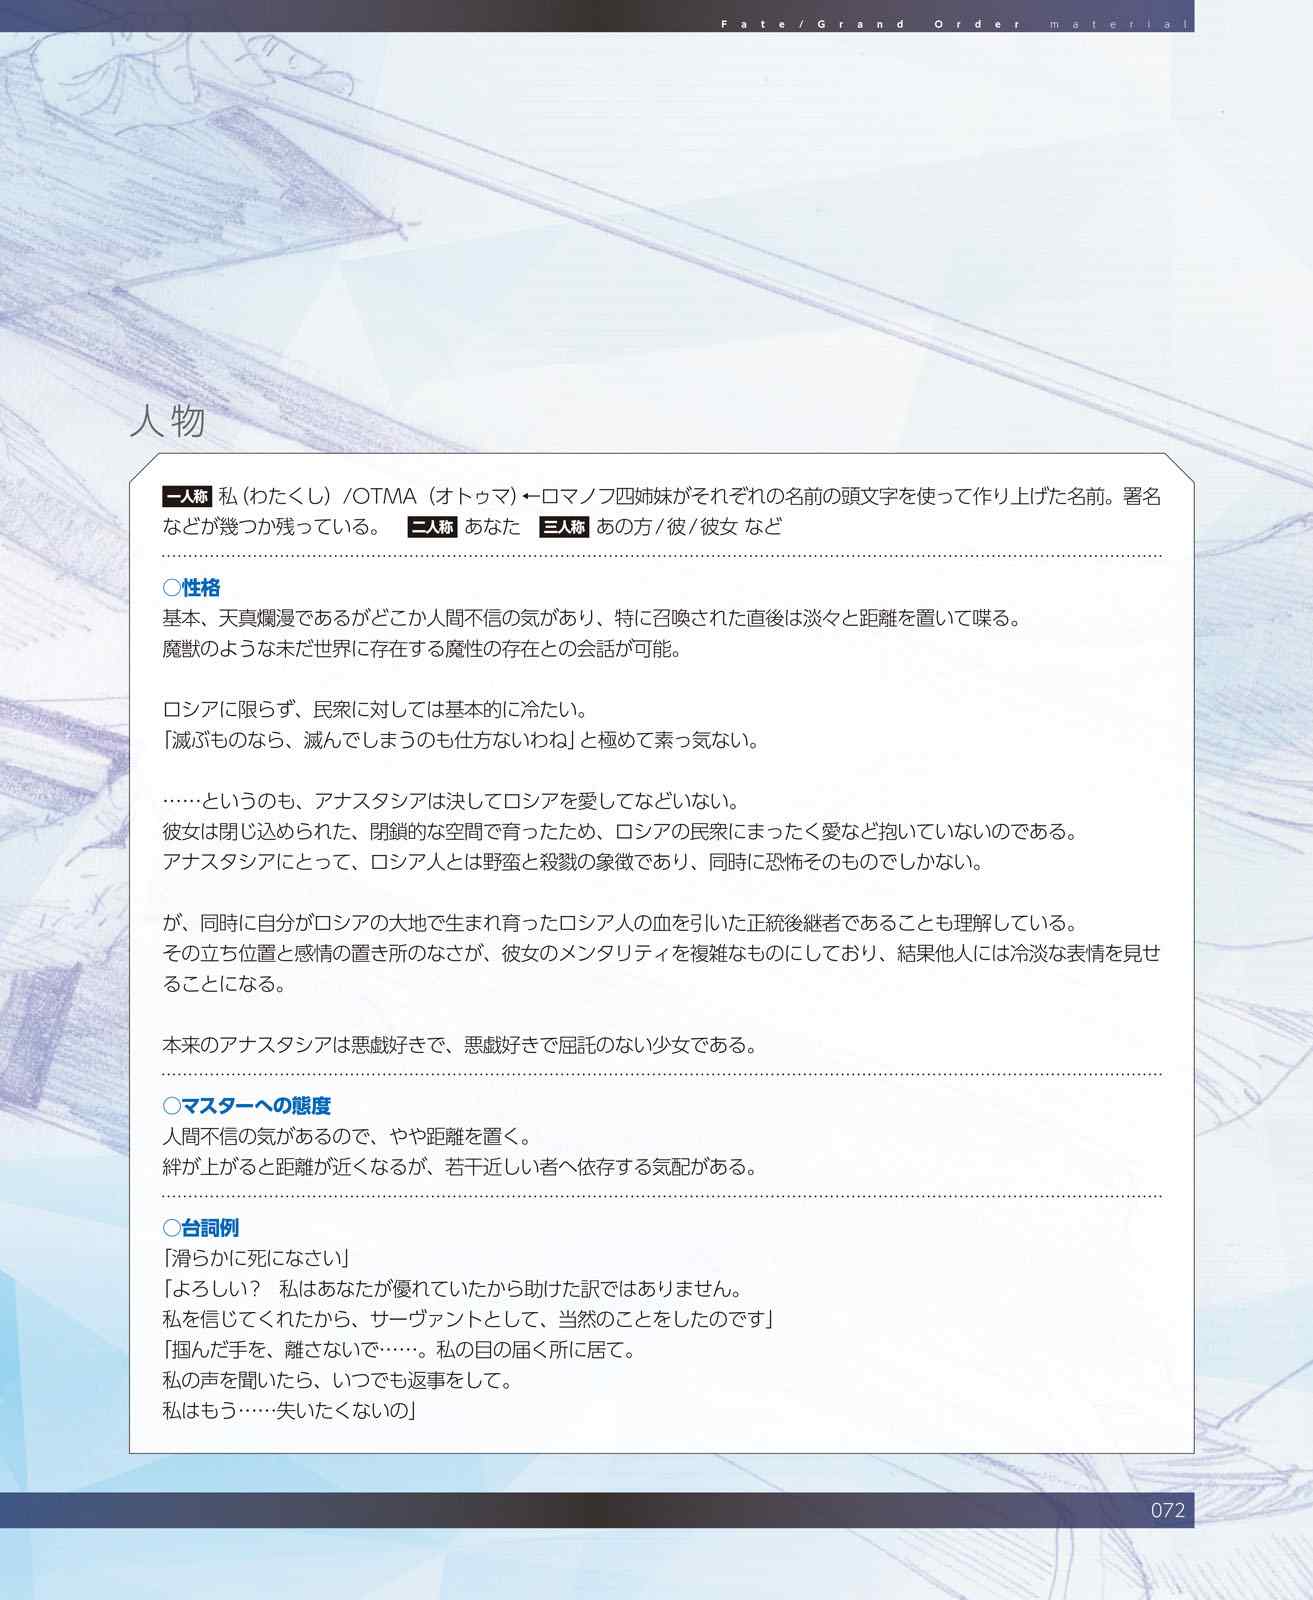 Fate/Grand Order material
人物
一人称 私（わたくし）/OTMA（オトゥマ）←ロマノフ四姉妹がそれぞれの名前の頭文字を使って作り上げた名前。署名
などが幾つか残っている。 二人称 あなた 三人称 あの方/彼/彼女 など
○性格
基本、天真爛漫であるがどこか人間不信の気があり、特に召喚された直後は淡々と距離を置いて喋る。
魔獣のような未だ世界に存在する魔性の存在との会話が可能。
ロシアに限らず、民衆に対しては基本的に冷たい。
「滅ぶものなら、滅んでしまうのも仕方ないわね」と極めて素っ気ない。
……というのも、アナスタシアは決してロシアを愛してなどいない。
彼女は閉じ込められた、閉鎖的な空間で育ったため、ロシアの民衆にまったく愛など抱いていないのである。
アナスタシアにとって、ロシア人とは野蛮と殺戮の象徴であり、同時に恐怖そのものでしかない。
が、同時に自分がロシアの大地で生まれ育ったロシア人の血を引いた正統後継者であることも理解している。
その立ち位置と感情の置き所のなさが、彼女のメンタリティを複雑なものにしており、結果他人には冷淡な表情を見せ
ることになる。
本来のアナスタシアは悪戯好きで、悪戯好きで屈託のない少女である。
○マスターへの態度
人間不信の気があるので、やや距離を置く。
絆が上がると距離が近くなるが、若干近しい者へ依存する気配がある。
○台詞例
「滑らかに死になさい」
「よろしい？　私はあなたが優れていたから助けた訳ではありません。
私を信じてくれたから、サーヴァントとして、当然のことをしたのです」
「掴んだ手を、離さないで……。私の目の届く所に居て。
私の声を聞いたら、いつでも返事をして。
私はもう……失いたくないの」
072